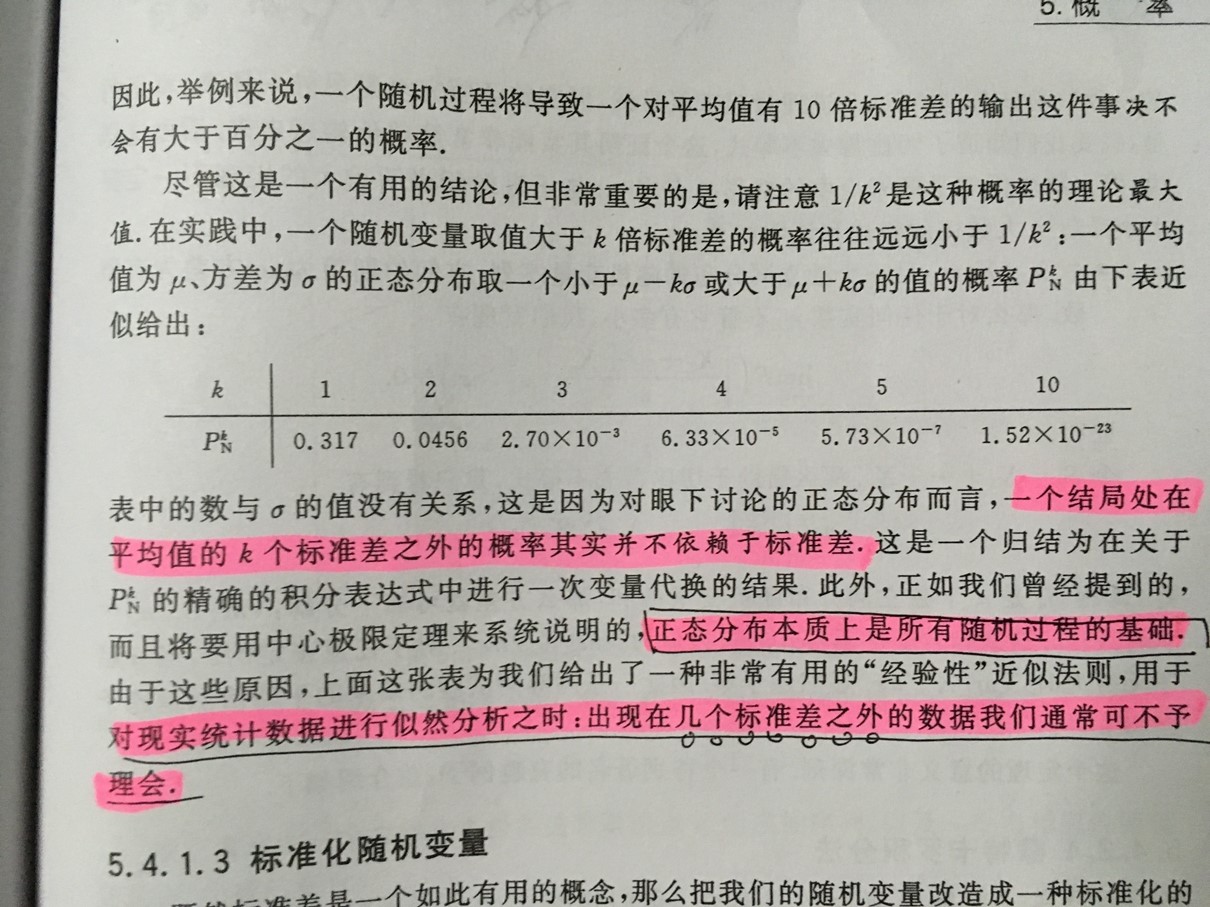 5. 概 率
因此,举例来说,一个随机过程将导致一个对平均值有 10 倍标准差的输出这件事决不
会有大于百分之一的概率.
尽管这是一个有用的结论,但非常重要的是,请注意 1/k² 是这种概率的理论最大
值. 在实践中,一个随机变量取值大于 k 倍标准差的概率往往远远小于 1/k²:一个平均
值为 μ、方差为 σ 的正态分布取一个小于 μ－kσ 或大于 μ＋kσ 的值的概率 P_N^k 由下表近
似给出:
k 1 2 3 4 5 10
P_N^k 0.317 0.0456 2.70×10⁻³ 6.33×10⁻⁵ 5.73×10⁻⁷ 1.52×10⁻²³
表中的数与 σ 的值没有关系,这是因为对眼下讨论的正态分布而言,一个结局处在
平均值的 k 个标准差之外的概率其实并不依赖于标准差. 这是一个归结为在关于
P_N^k 的精确的积分表达式中进行一次变量代换的结果. 此外,正如我们曾经提到的,
而且将要用中心极限定理来系统说明的,正态分布本质上是所有随机过程的基础.
由于这些原因,上面这张表为我们给出了一种非常有用的“经验性”近似法则,用于
对现实统计数据进行似然分析之时:出现在几个标准差之外的数据我们通常可不予
理会.
5.4.1.3 标准化随机变量
标准差是一个如此有用的概念,那么把我们的随机变量改造成一种标准化的